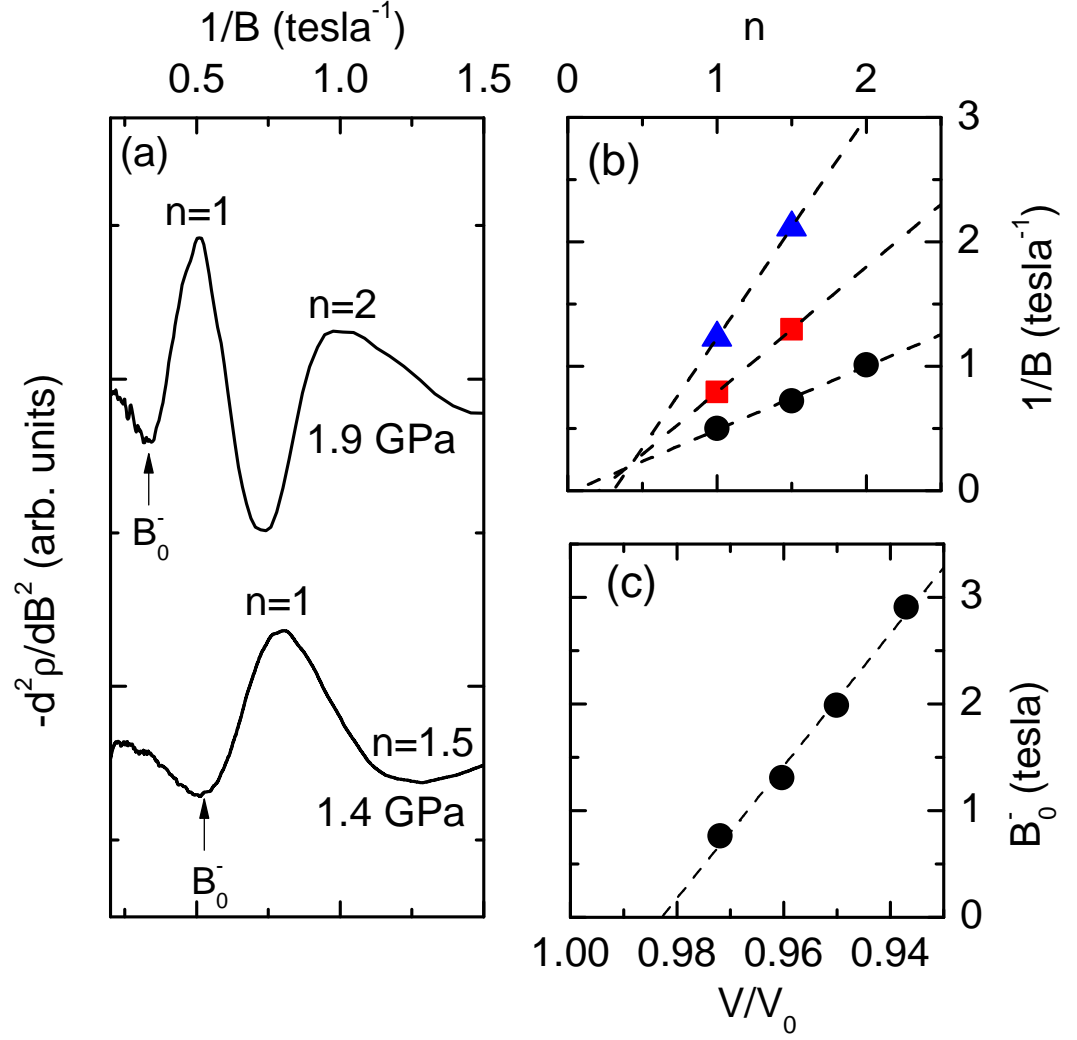 1/B (tesla⁻¹)
0.5 1.0 1.5
(a)
n=1
n=2
1.9 GPa
B₀⁻
n=1
n=1.5
1.4 GPa
B₀⁻
-d²ρ/dB² (arb. units)
n
0 1 2
(b)
3
2
1
0
1/B (tesla⁻¹)
(c)
3
2
1
0
B₀⁻ (tesla)
1.00 0.98 0.96 0.94
V/V₀